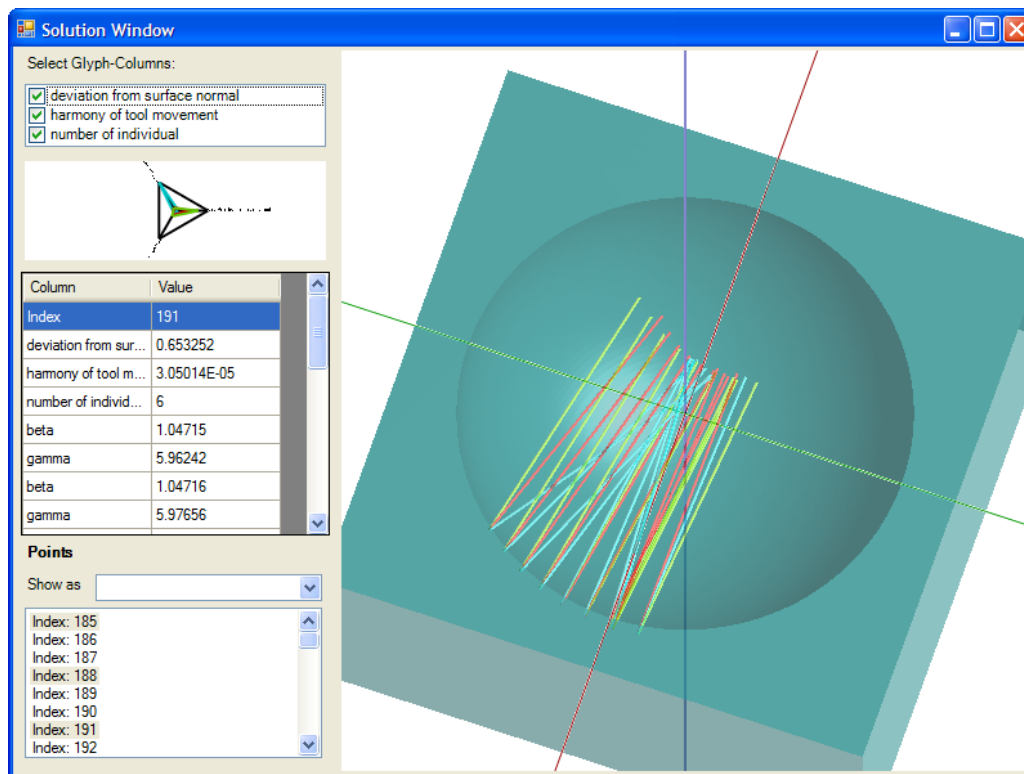 Solution Window
Select Glyph-Columns:
deviation from surface normal
harmony of tool movement
number of individual
Column Value
Index 191
deviation from sur... 0.653252
harmony of tool m... 3.05014E-05
number of individ... 6
beta 1.04715
gamma 5.96242
beta 1.04716
gamma 5.97656
Points
Show as
Index: 185
Index: 186
Index: 187
Index: 188
Index: 189
Index: 190
Index: 191
Index: 192